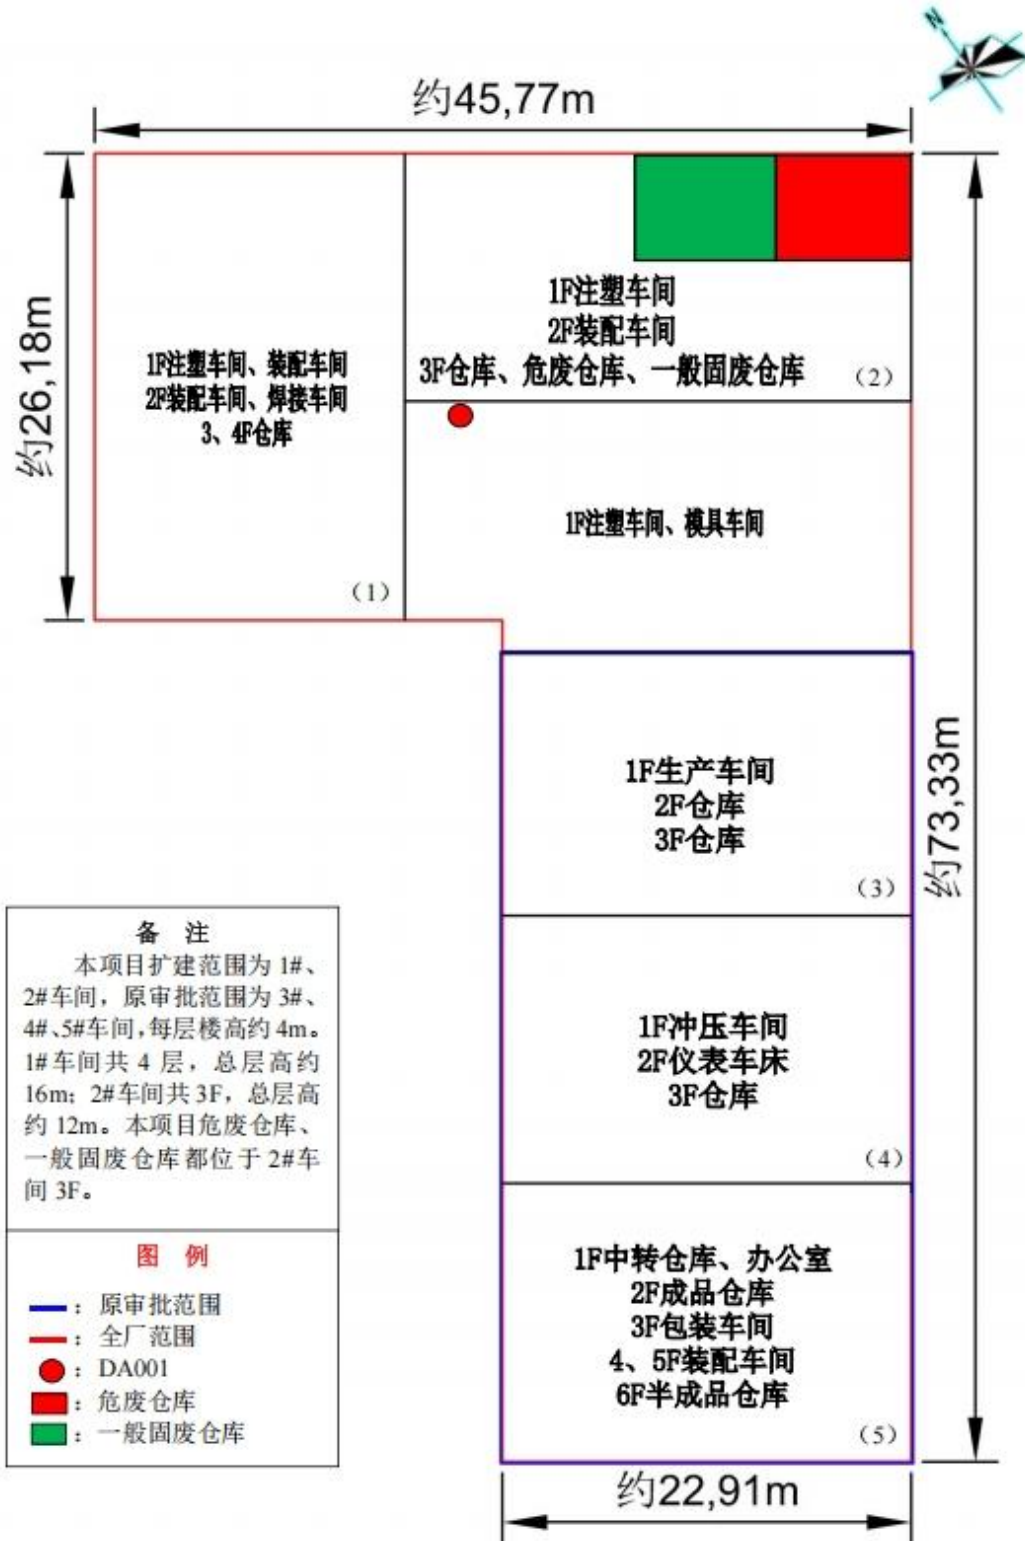 N
约45,77m
约26,18m
1F注塑车间、装配车间
2F装配车间、焊接车间
3、4F仓库
（1）
1F注塑车间
2F装配车间
3F仓库、危废仓库、一般固废仓库
（2）
1F注塑车间、模具车间
约73,33m
1F生产车间
2F仓库
3F仓库
（3）
1F冲压车间
2F仪表车床
3F仓库
（4）
1F中转仓库、办公室
2F成品仓库
3F包装车间
4、5F装配车间
6F半成品仓库
（5）
约22,91m
备 注
本项目扩建范围为 1#、
2#车间，原审批范围为 3#、
4#、5#车间，每层楼高约 4m。
1#车间共 4 层，总层高约
16m；2#车间共 3F，总层高
约 12m。本项目危废仓库、
一般固废仓库都位于 2#车
间 3F。
图 例
：原审批范围
：全厂范围
：DA001
：危废仓库
：一般固废仓库